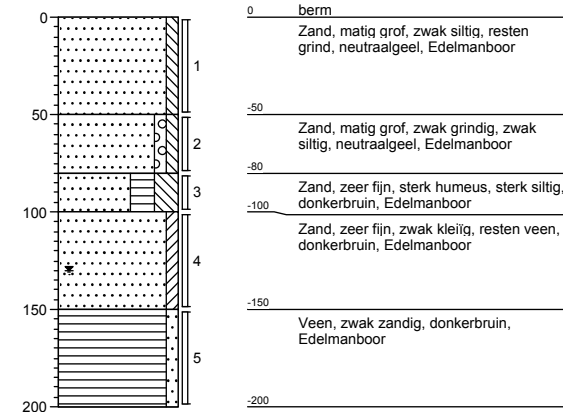 0
50
100
150
200
1
2
3
4
5
0 berm
Zand, matig grof, zwak siltig, resten
grind, neutraalgeel, Edelmanboor
-50
Zand, matig grof, zwak grindig, zwak
siltig, neutraalgeel, Edelmanboor
-80
Zand, zeer fijn, sterk humeus, sterk siltig,
donkerbruin, Edelmanboor
-100
Zand, zeer fijn, zwak kleiïg, resten veen,
donkerbruin, Edelmanboor
-150
Veen, zwak zandig, donkerbruin,
Edelmanboor
-200